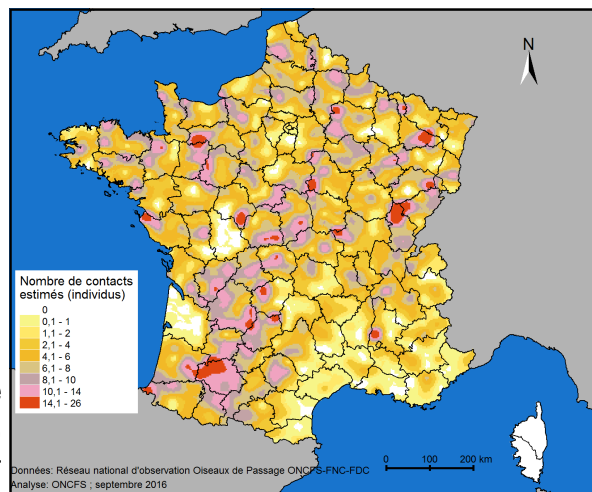 N
Nombre de contacts
estimés (individus)
0
0,1 - 1
1,1 - 2
2,1 - 4
4,1 - 6
6,1 - 8
8,1 - 10
10,1 - 14
14,1 - 26
e
0 100 200 km
Données: Réseau national d'observation Oiseaux de Passage ONCFS-FNC-FDC
Analyse: ONCFS ; septembre 2016